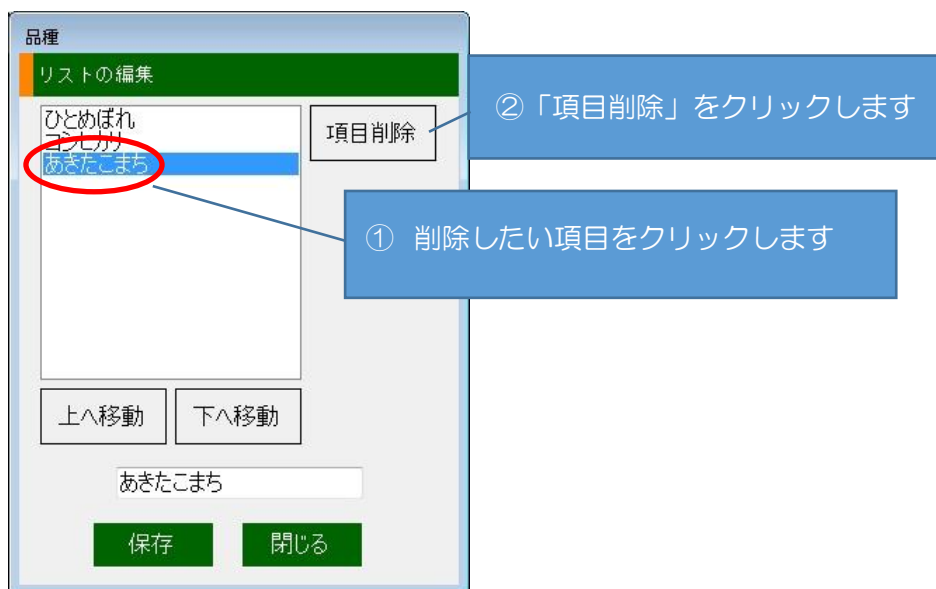 品種
リストの編集
ひとめぼれ
コシヒカリ
あきたこまち
項目削除
②「項目削除」をクリックします
① 削除したい項目をクリックします
上へ移動
下へ移動
あきたこまち
保存
閉じる